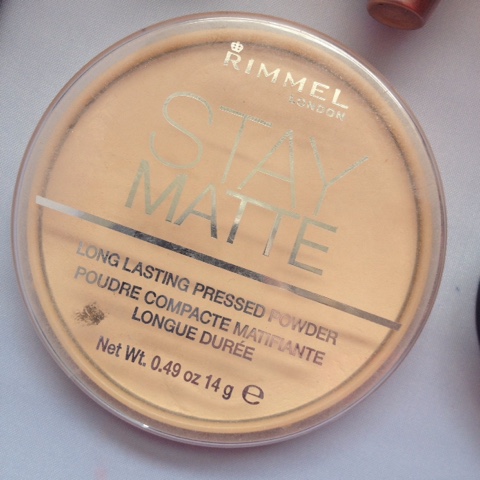 RIMMEL
LONDON
STAY
MATTE
LONG LASTING PRESSED POWDER
POUDRE COMPACTE MATIFIANTE
LONGUE DURÉE
Net Wt. 0.49 oz 14 g ℮